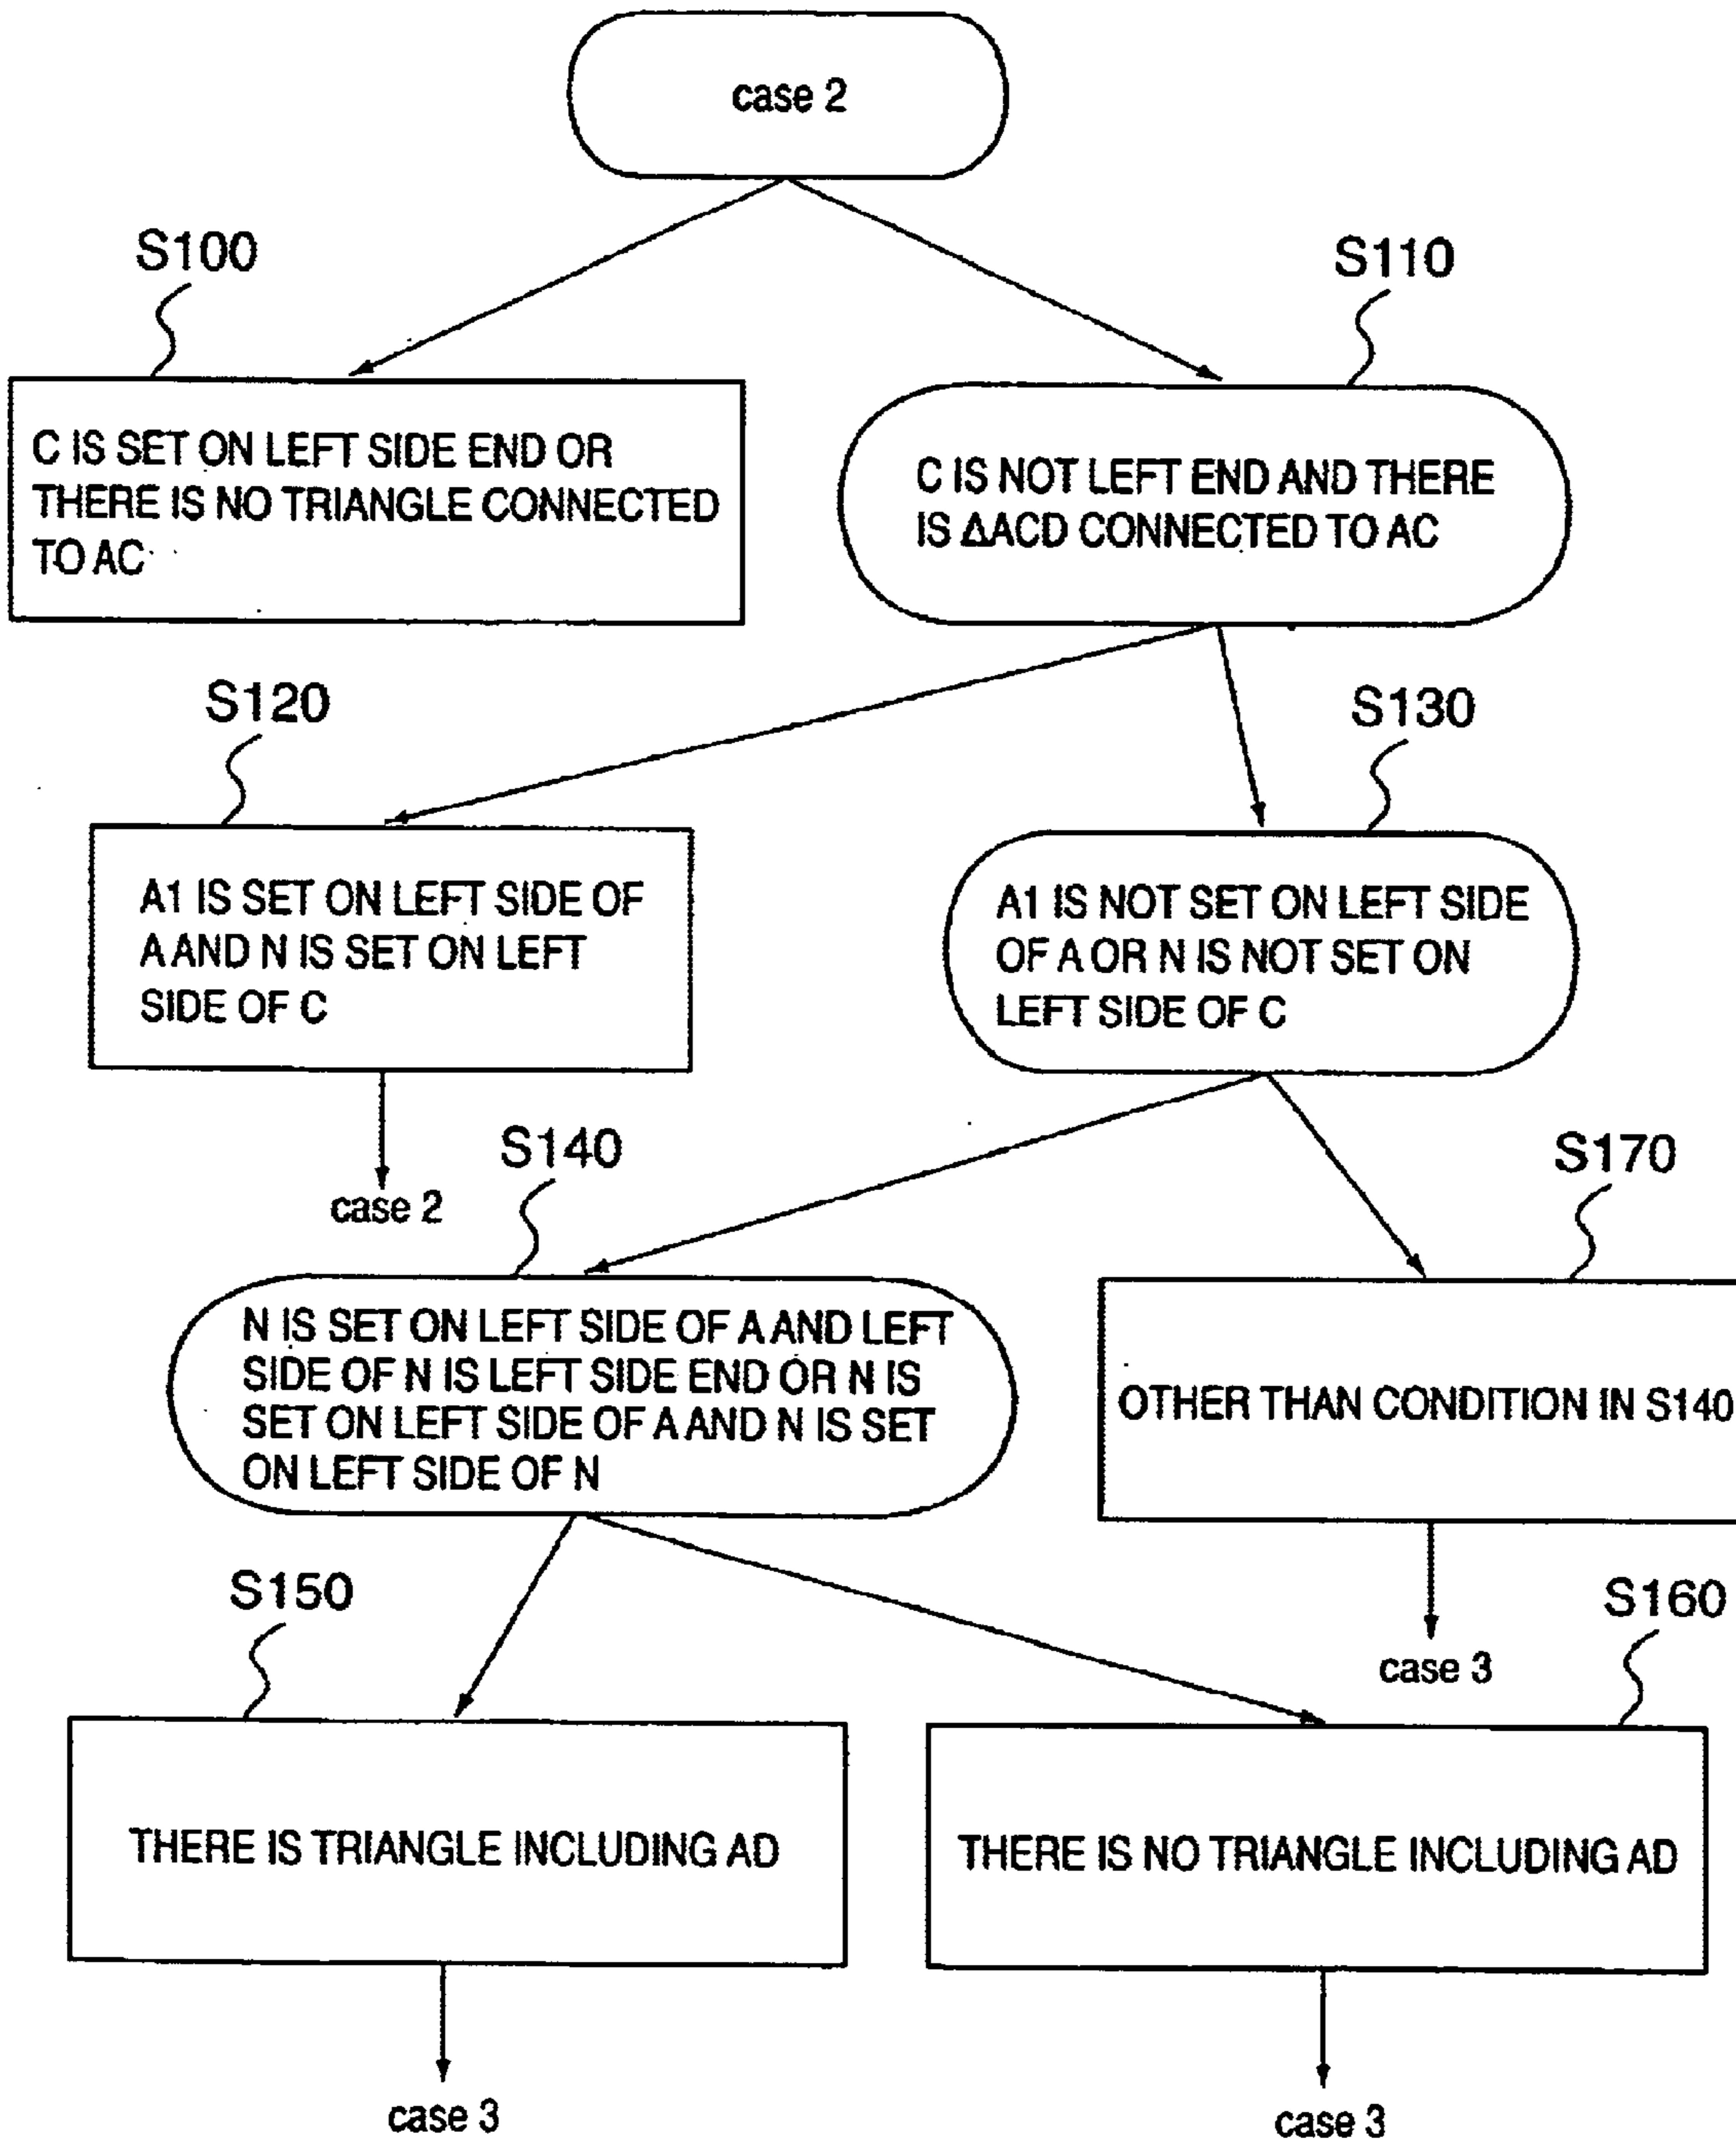 case 2
S100
S110
C IS SET ON LEFT SIDE END OR
THERE IS NO TRIANGLE CONNECTED
TO AC
C IS NOT LEFT END AND THERE
IS ΔACD CONNECTED TO AC
S120
S130
A1 IS SET ON LEFT SIDE OF
A AND N IS SET ON LEFT
SIDE OF C
A1 IS NOT SET ON LEFT SIDE
OF A OR N IS NOT SET ON
LEFT SIDE OF C
case 2
S140
S170
N IS SET ON LEFT SIDE OF A AND LEFT
SIDE OF N IS LEFT SIDE END OR N IS
SET ON LEFT SIDE OF A AND N IS SET
ON LEFT SIDE OF N
OTHER THAN CONDITION IN S140
case 3
S150
S160
THERE IS TRIANGLE INCLUDING AD
THERE IS NO TRIANGLE INCLUDING AD
case 3
case 3